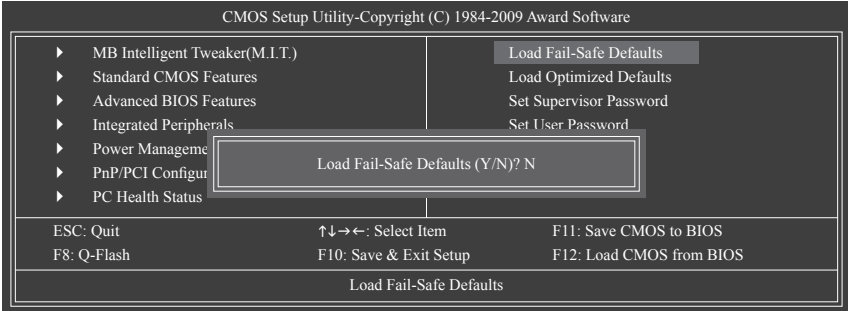 CMOS Setup Utility-Copyright (C) 1984-2009 Award Software
MB Intelligent Tweaker(M.I.T.)
Standard CMOS Features
Advanced BIOS Features
Integrated Peripherals
Power Manageme
PnP/PCI Configur
PC Health Status
Load Fail-Safe Defaults
Load Optimized Defaults
Set Supervisor Password
Set User Password
Load Fail-Safe Defaults (Y/N)? N
ESC: Quit ↑↓→←: Select Item F11: Save CMOS to BIOS
F8: Q-Flash F10: Save & Exit Setup F12: Load CMOS from BIOS
Load Fail-Safe Defaults